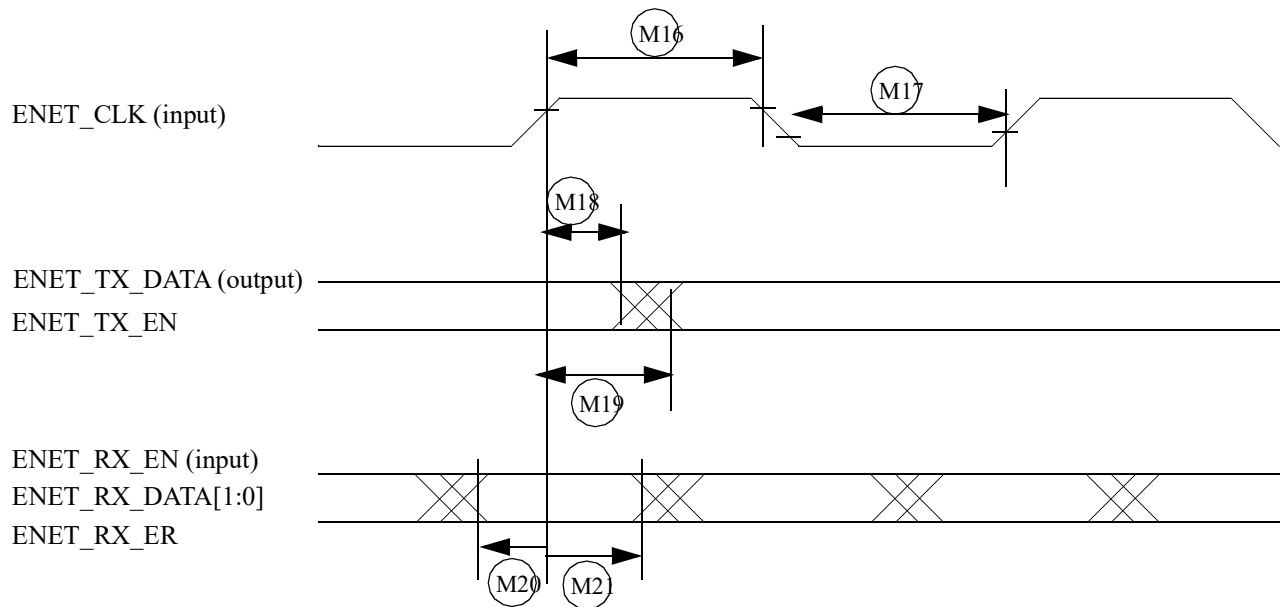 M16
ENET_CLK (input)
M17
M18
ENET_TX_DATA (output)
ENET_TX_EN
M19
ENET_RX_EN (input)
ENET_RX_DATA[1:0]
ENET_RX_ER
M20
M21